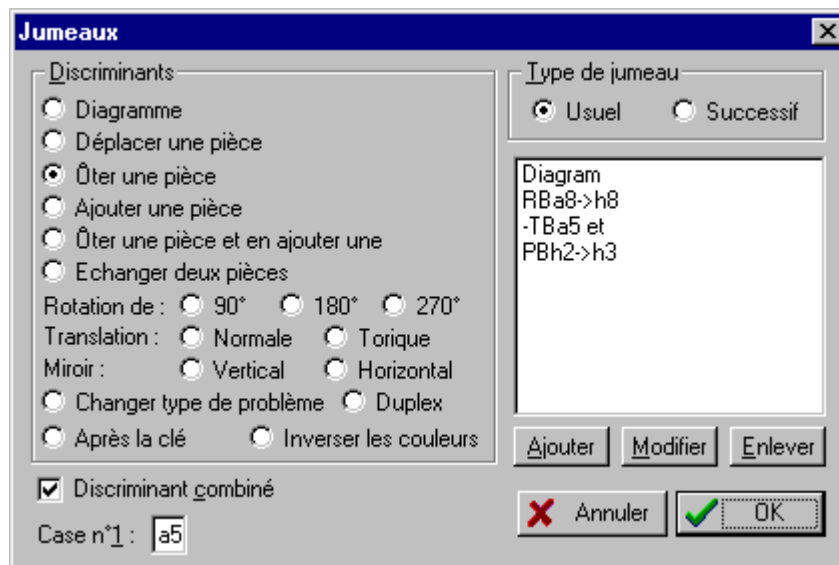 Jumeaux
Discriminants
Diagramme
Déplacer une pièce
Ôter une pièce
Ajouter une pièce
Ôter une pièce et en ajouter une
Echanger deux pièces
Rotation de : 90° 180° 270°
Translation : Normale Torique
Miroir : Vertical Horizontal
Changer type de problème Duplex
Après la clé Inverser les couleurs
Discriminant combiné
Case n°1 : a5
Type de jumeau
Usuel Successif
Diagram
RBa8->h8
-TBa5 et
PBh2->h3
Ajouter Modifier Enlever
Annuler OK